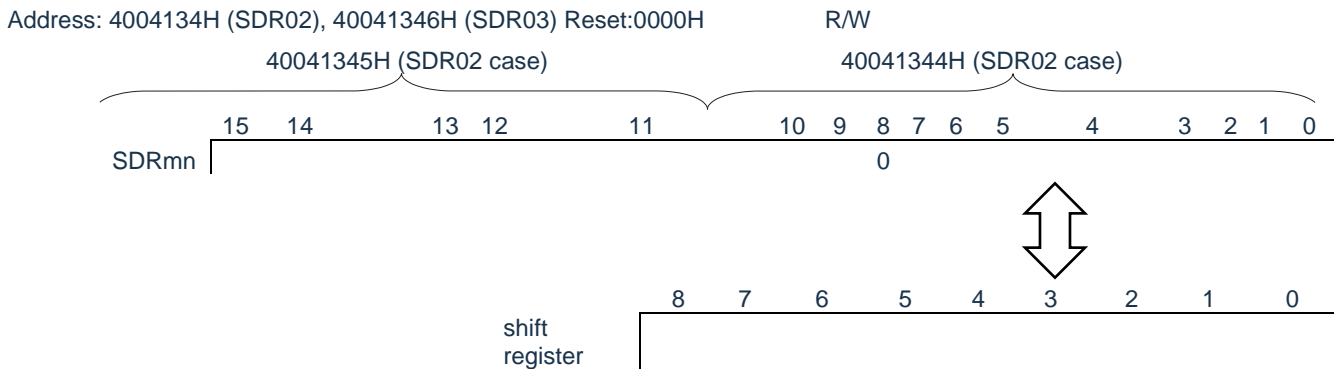 Address: 4004134H (SDR02), 40041346H (SDR03) Reset:0000H R/W
40041345H (SDR02 case) 40041344H (SDR02 case)
15 14 13 12 11 10 9 8 7 6 5 4 3 2 1 0
SDRmn 0
8 7 6 5 4 3 2 1 0
shift
register